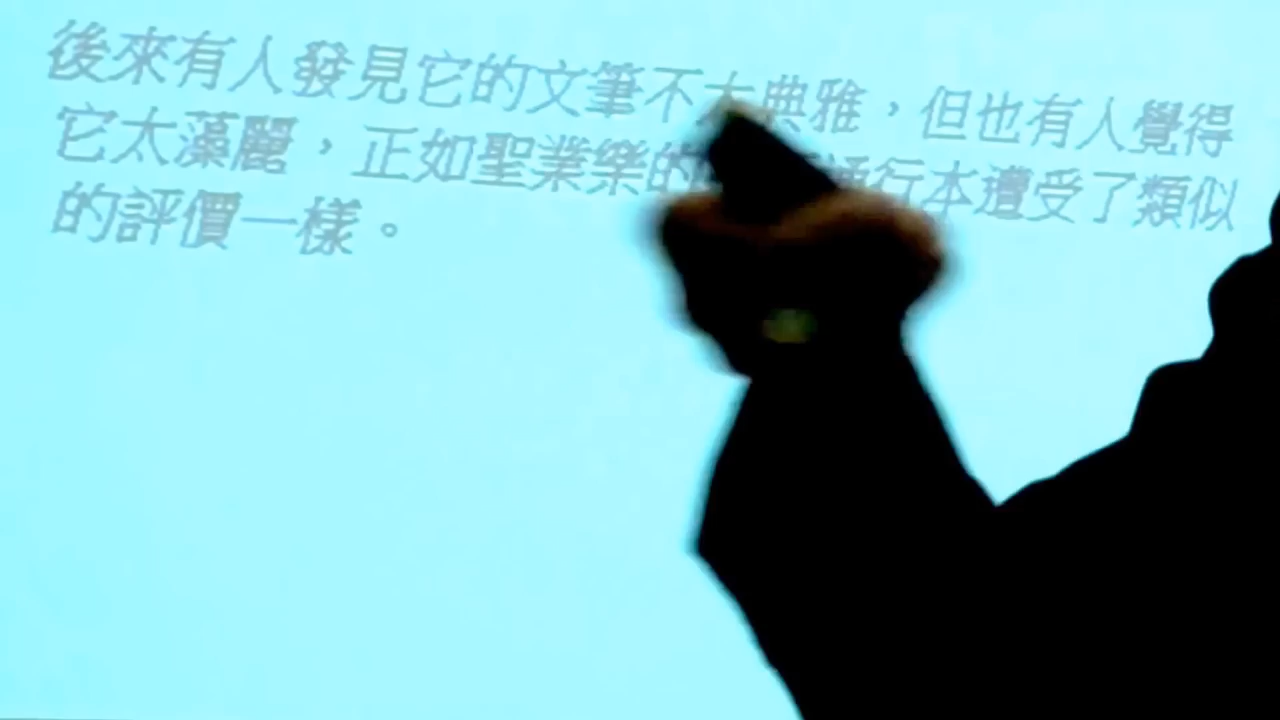 後來有人發見它的文筆不太典雅，但也有人覺得
它太藻麗，正如聖業樂的通行本遭受了類似
的評價一樣。